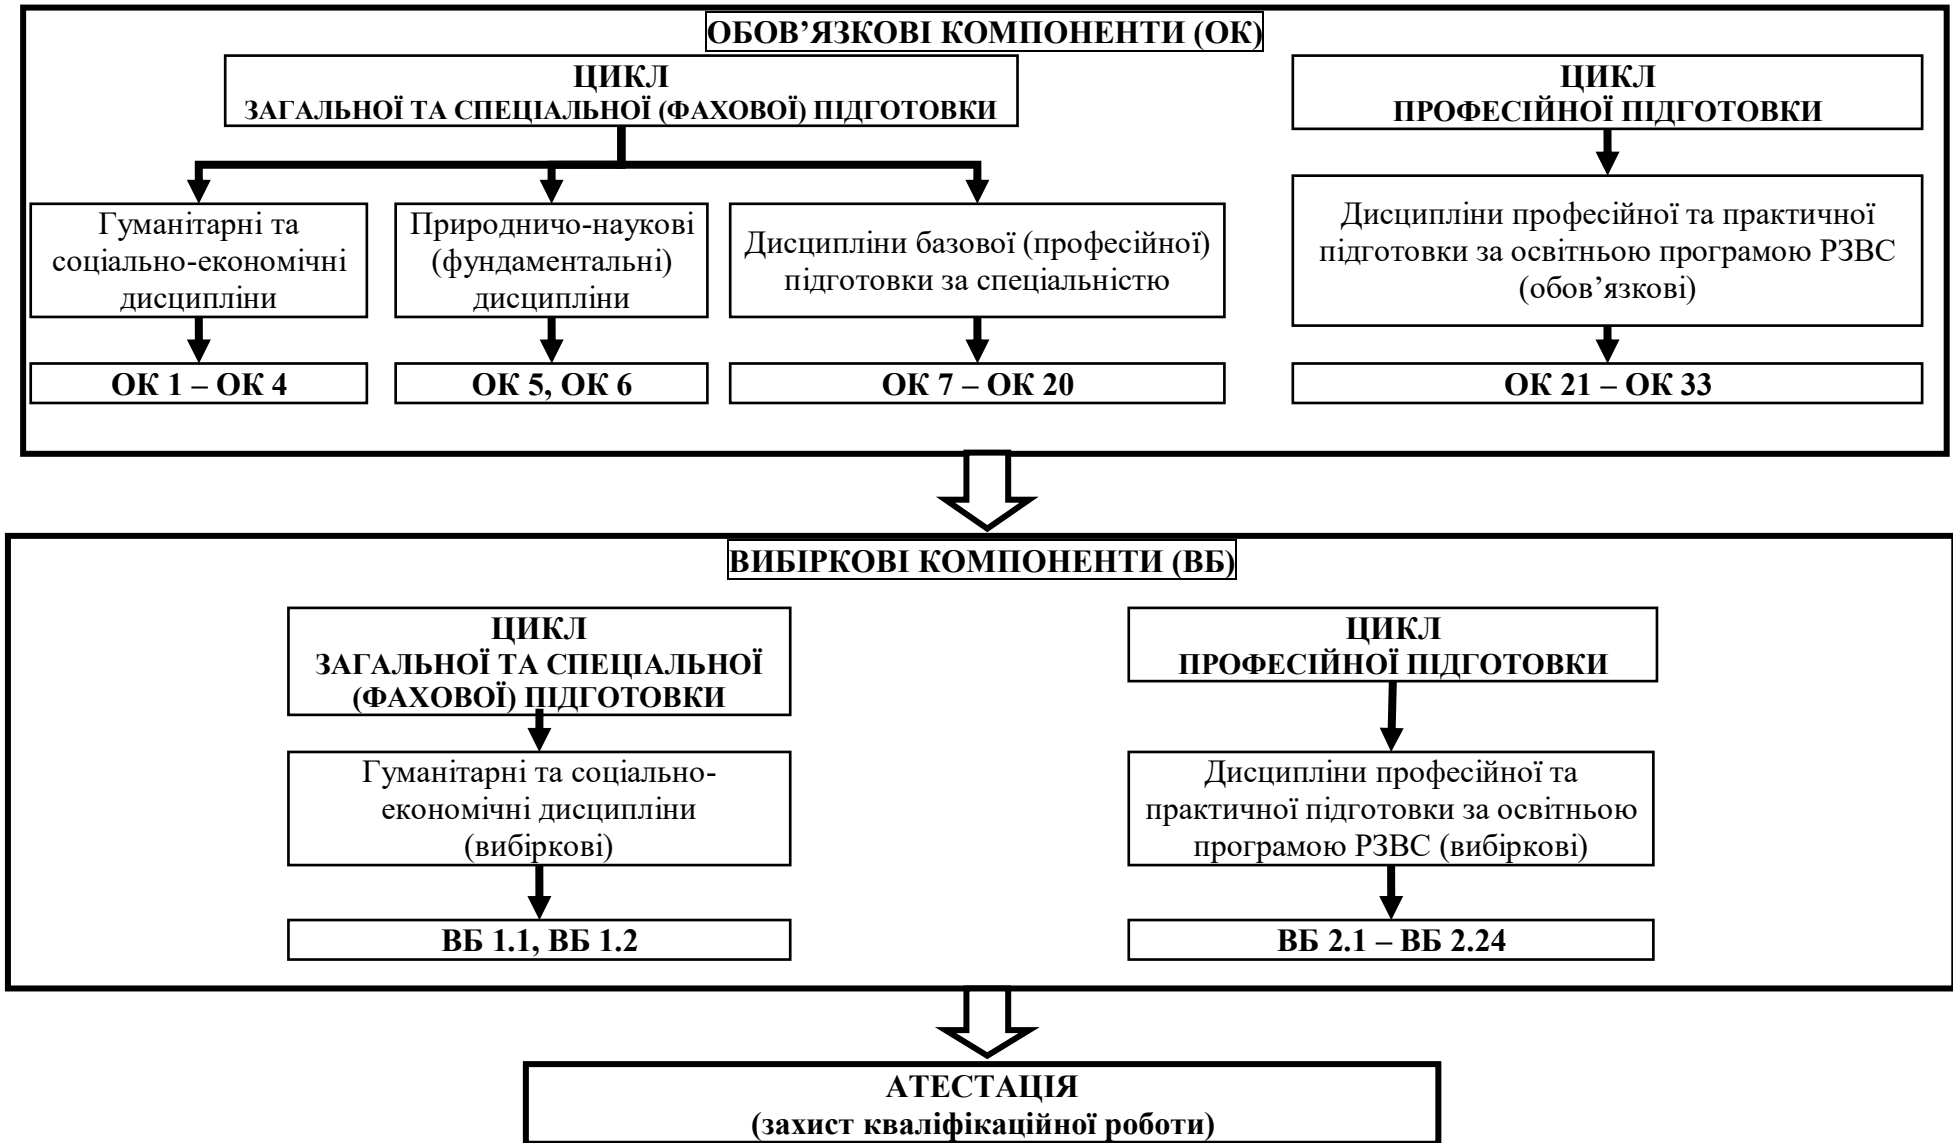 ОБОВ’ЯЗКОВІ КОМПОНЕНТИ (ОК)
ЦИКЛ
ЗАГАЛЬНОЇ ТА СПЕЦІАЛЬНОЇ (ФАХОВОЇ) ПІДГОТОВКИ
ЦИКЛ
ПРОФЕСІЙНОЇ ПІДГОТОВКИ
Гуманітарні та
соціально-економічні
дисципліни
Природничо-наукові
(фундаментальні)
дисципліни
Дисципліни базової (професійної)
підготовки за спеціальністю
Дисципліни професійної та практичної
підготовки за освітньою програмою РЗВС
(обов’язкові)
ОК 1 – ОК 4
ОК 5, ОК 6
ОК 7 – ОК 20
ОК 21 – ОК 33
ВИБІРКОВІ КОМПОНЕНТИ (ВБ)
ЦИКЛ
ЗАГАЛЬНОЇ ТА СПЕЦІАЛЬНОЇ
(ФАХОВОЇ) ПІДГОТОВКИ
ЦИКЛ
ПРОФЕСІЙНОЇ ПІДГОТОВКИ
Гуманітарні та соціально-
економічні дисципліни
(вибіркові)
Дисципліни професійної та
практичної підготовки за освітньою
програмою РЗВС (вибіркові)
ВБ 1.1, ВБ 1.2
ВБ 2.1 – ВБ 2.24
АТЕСТАЦІЯ
(захист кваліфікаційної роботи)